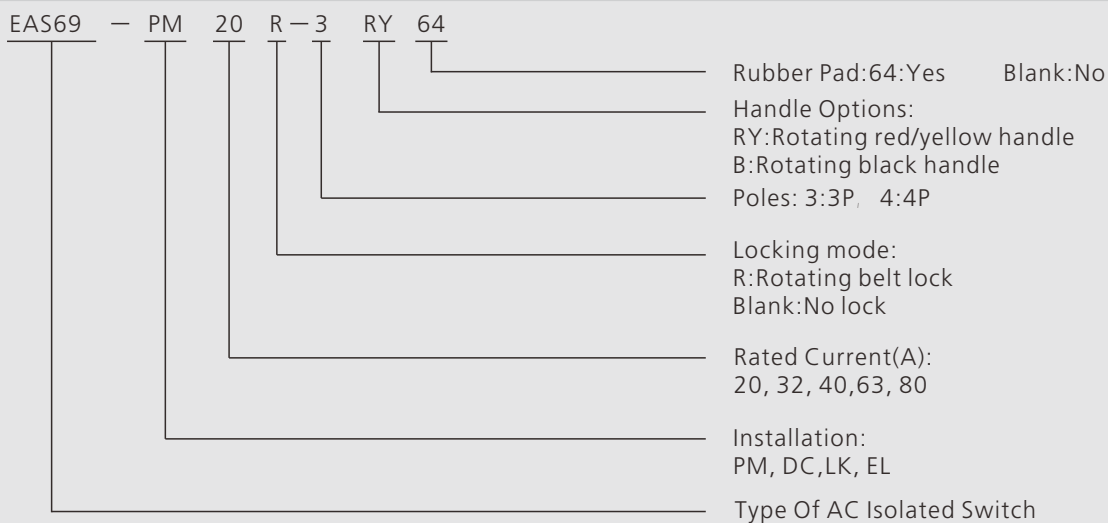 EAS69 — PM 20 R — 3 RY 64
Rubber Pad:64:Yes Blank:No
Handle Options:
RY:Rotating red/yellow handle
B:Rotating black handle
Poles: 3:3P, 4:4P
Locking mode:
R:Rotating belt lock
Blank:No lock
Rated Current(A):
20, 32, 40,63, 80
Installation:
PM, DC,LK, EL
Type Of AC Isolated Switch